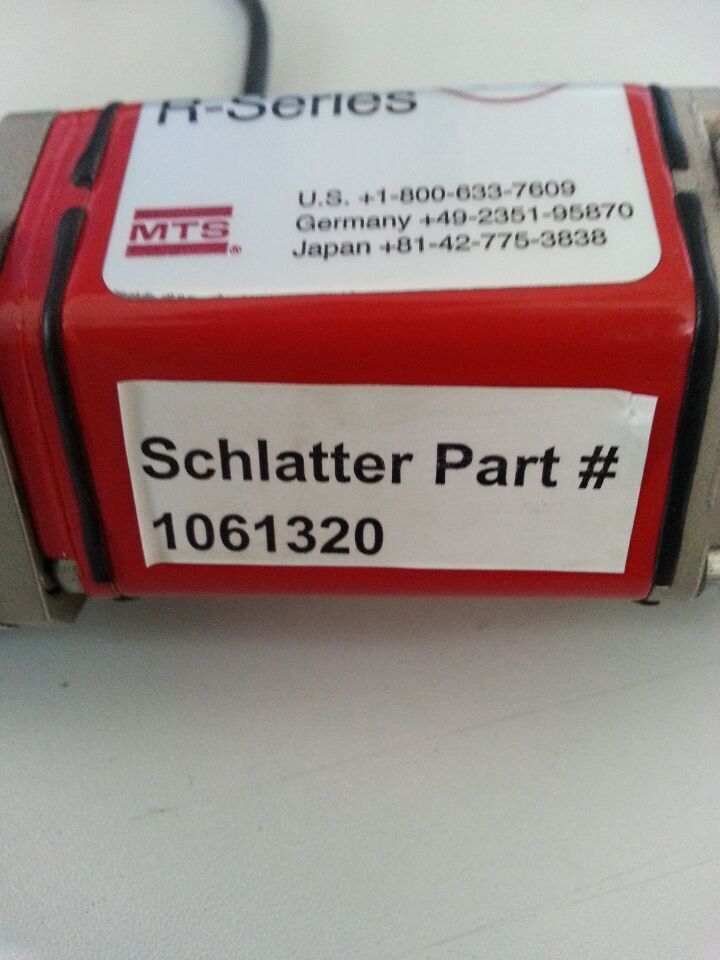 R-Series
MTS®
U.S. +1-800-633-7609
Germany +49-2351-95870
Japan +81-42-775-3838
Schlatter Part #
1061320